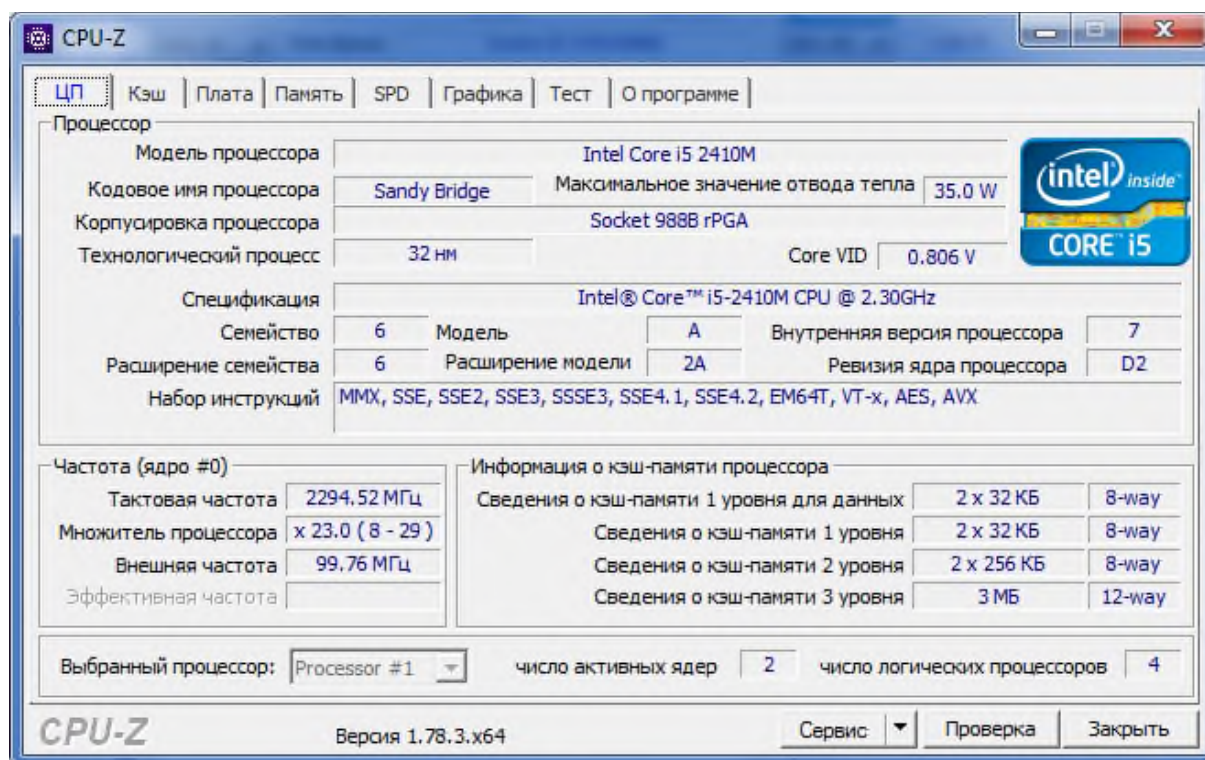 CPU-Z
ЦП Кэш Плата Память SPD Графика Тест О программе
Процессор
Модель процессора Intel Core i5 2410M
Кодовое имя процессора Sandy Bridge Максимальное значение отвода тепла 35.0 W
Корпусировка процессора Socket 988B rPGA
Технологический процесс 32 нм Core VID 0.806 V
intel inside
CORE i5
Спецификация Intel® Core™ i5-2410M CPU @ 2.30GHz
Семейство 6 Модель A Внутренняя версия процессора 7
Расширение семейства 6 Расширение модели 2A Ревизия ядра процессора D2
Набор инструкций MMX, SSE, SSE2, SSE3, SSSE3, SSE4.1, SSE4.2, EM64T, VT-x, AES, AVX
Частота (ядро #0)
Тактовая частота 2294.52 МГц
Множитель процессора x 23.0 ( 8 - 29 )
Внешняя частота 99.76 МГц
Эффективная частота
Информация о кэш-памяти процессора
Сведения о кэш-памяти 1 уровня для данных 2 x 32 КБ 8-way
Сведения о кэш-памяти 1 уровня 2 x 32 КБ 8-way
Сведения о кэш-памяти 2 уровня 2 x 256 КБ 8-way
Сведения о кэш-памяти 3 уровня 3 МБ 12-way
Выбранный процессор: Processor #1 число активных ядер 2 число логических процессоров 4
CPU-Z Версия 1.78.3.x64 Сервис Проверка Закрыть